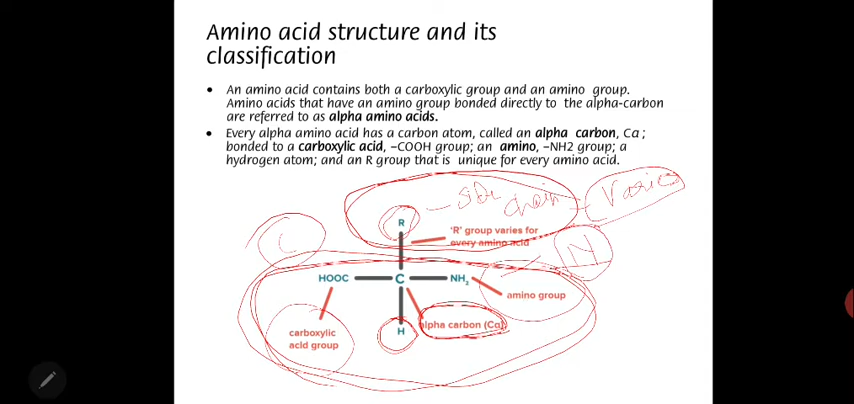 Amino acid structure and its
classification
• An amino acid contains both a carboxylic group and an amino group.
Amino acids that have an amino group bonded directly to the alpha-carbon
are referred to as alpha amino acids.
• Every alpha amino acid has a carbon atom, called an alpha carbon, Cα;
bonded to a carboxylic acid, –COOH group; an amino, –NH2 group; a
hydrogen atom; and an R group that is unique for every amino acid.
Side chain – Varies
R
'R' group varies for
every amino acid
C
N
HOOC C NH₂
amino group
H
alpha carbon (Cα)
carboxylic
acid group